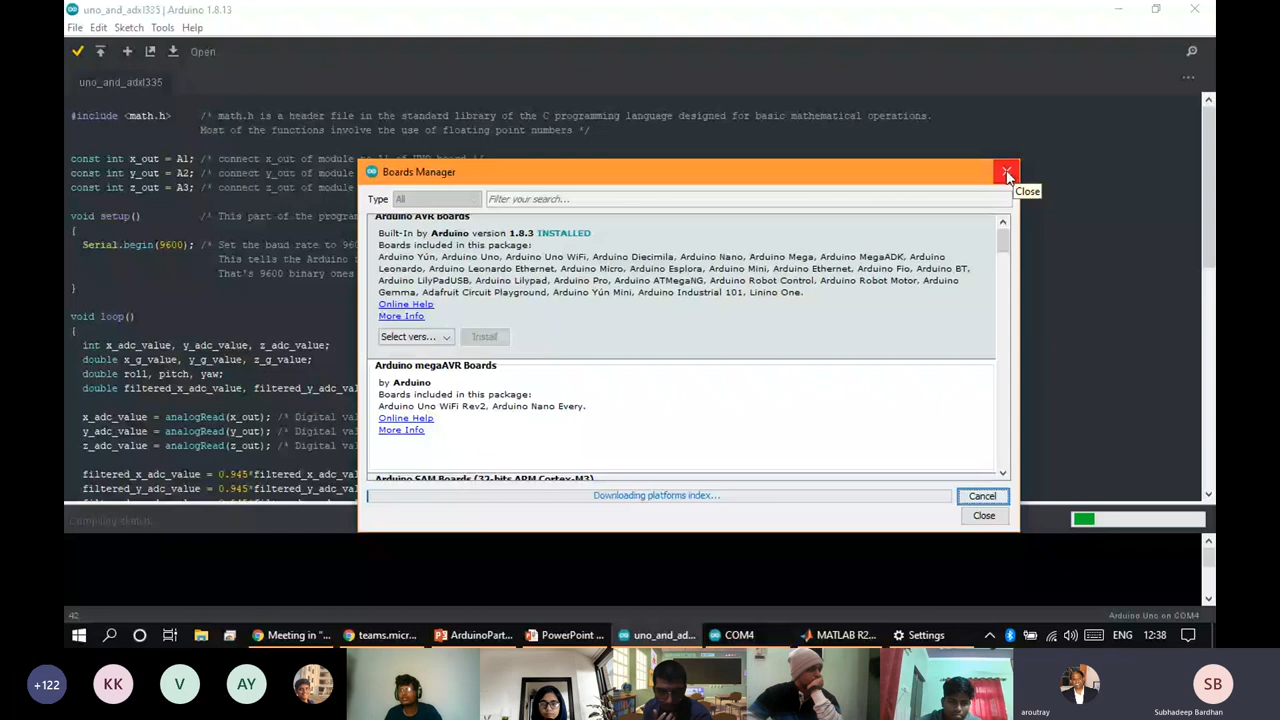 uno_and_adxl335 | Arduino 1.8.13
File Edit Sketch Tools Help
Open
uno_and_adxl335
#include <math.h> /* math.h is a header file in the standard library of the C programming language designed for basic mathematical operations.
Most of the functions involve the use of floating point numbers */
const int x_out = A1; /* connect x_out of module
const int y_out = A2; /* connect y_out of module
const int z_out = A3; /* connect z_out of module
void setup() // This part of the program
{
Serial.begin(9600); // Set the baud rate to 960
This tells the Arduino
That's 9600 binary ones
}
void loop()
{
int x_adc_value, y_adc_value, z_adc_value;
double x_g_value, y_g_value, z_g_value;
double roll, pitch, yaw;
double filtered_x_adc_value, filtered_y_adc_value,
x_adc_value = analogRead(x_out); /* Digital val
y_adc_value = analogRead(y_out); /* Digital val
z_adc_value = analogRead(z_out); /* Digital val
filtered_x_adc_value = 0.945*filtered_x_adc_value
filtered_y_adc_value = 0.945*filtered_y_adc_value
Boards Manager
Close
Type All Filter your search...
Arduino AVR Boards
Built-In by Arduino version 1.8.3 INSTALLED
Boards included in this package:
Arduino Yún, Arduino Uno, Arduino Uno WiFi, Arduino Diecimila, Arduino Nano, Arduino Mega, Arduino MegaADK, Arduino
Leonardo, Arduino Leonardo Ethernet, Arduino Micro, Arduino Esplora, Arduino Mini, Arduino Ethernet, Arduino Fio, Arduino BT,
Arduino LilyPadUSB, Arduino Lilypad, Arduino Pro, Arduino ATMegaNG, Arduino Robot Control, Arduino Robot Motor, Arduino
Gemma, Adafruit Circuit Playground, Arduino Yún Mini, Arduino Industrial 101, Linino One.
Online Help
More Info
Select vers... Install
Arduino megaAVR Boards
by Arduino
Boards included in this package:
Arduino Uno WiFi Rev2, Arduino Nano Every.
Online Help
More Info
Arduino SAM Boards (32-bits ARM Cortex-M3)
Downloading platforms index... Cancel
Close
Compiling sketch...
42 Arduino Uno on COM4
Meeting in "... teams.micr... ArduinoPart... PowerPoint ... uno_and_ad... COM4 MATLAB R2... Settings ENG 12:38
+122 KK V AY aroutray SB
Subhadeep Bardhan